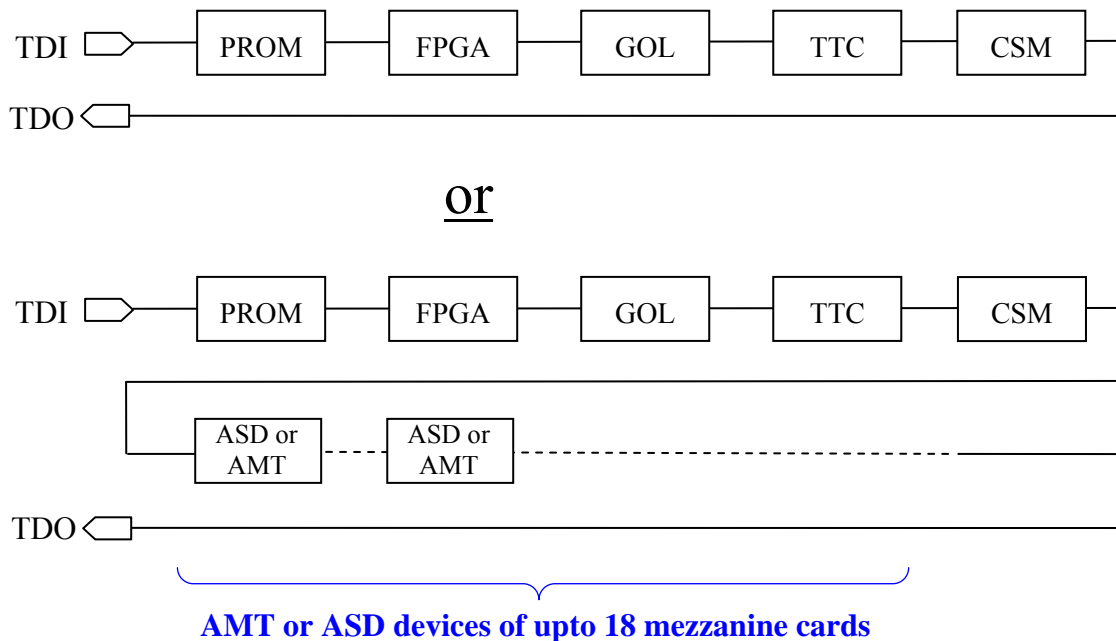 TDI PROM FPGA GOL TTC CSM
TDO
or
TDI PROM FPGA GOL TTC CSM
ASD or ASD or
AMT AMT
TDO
AMT or ASD devices of upto 18 mezzanine cards